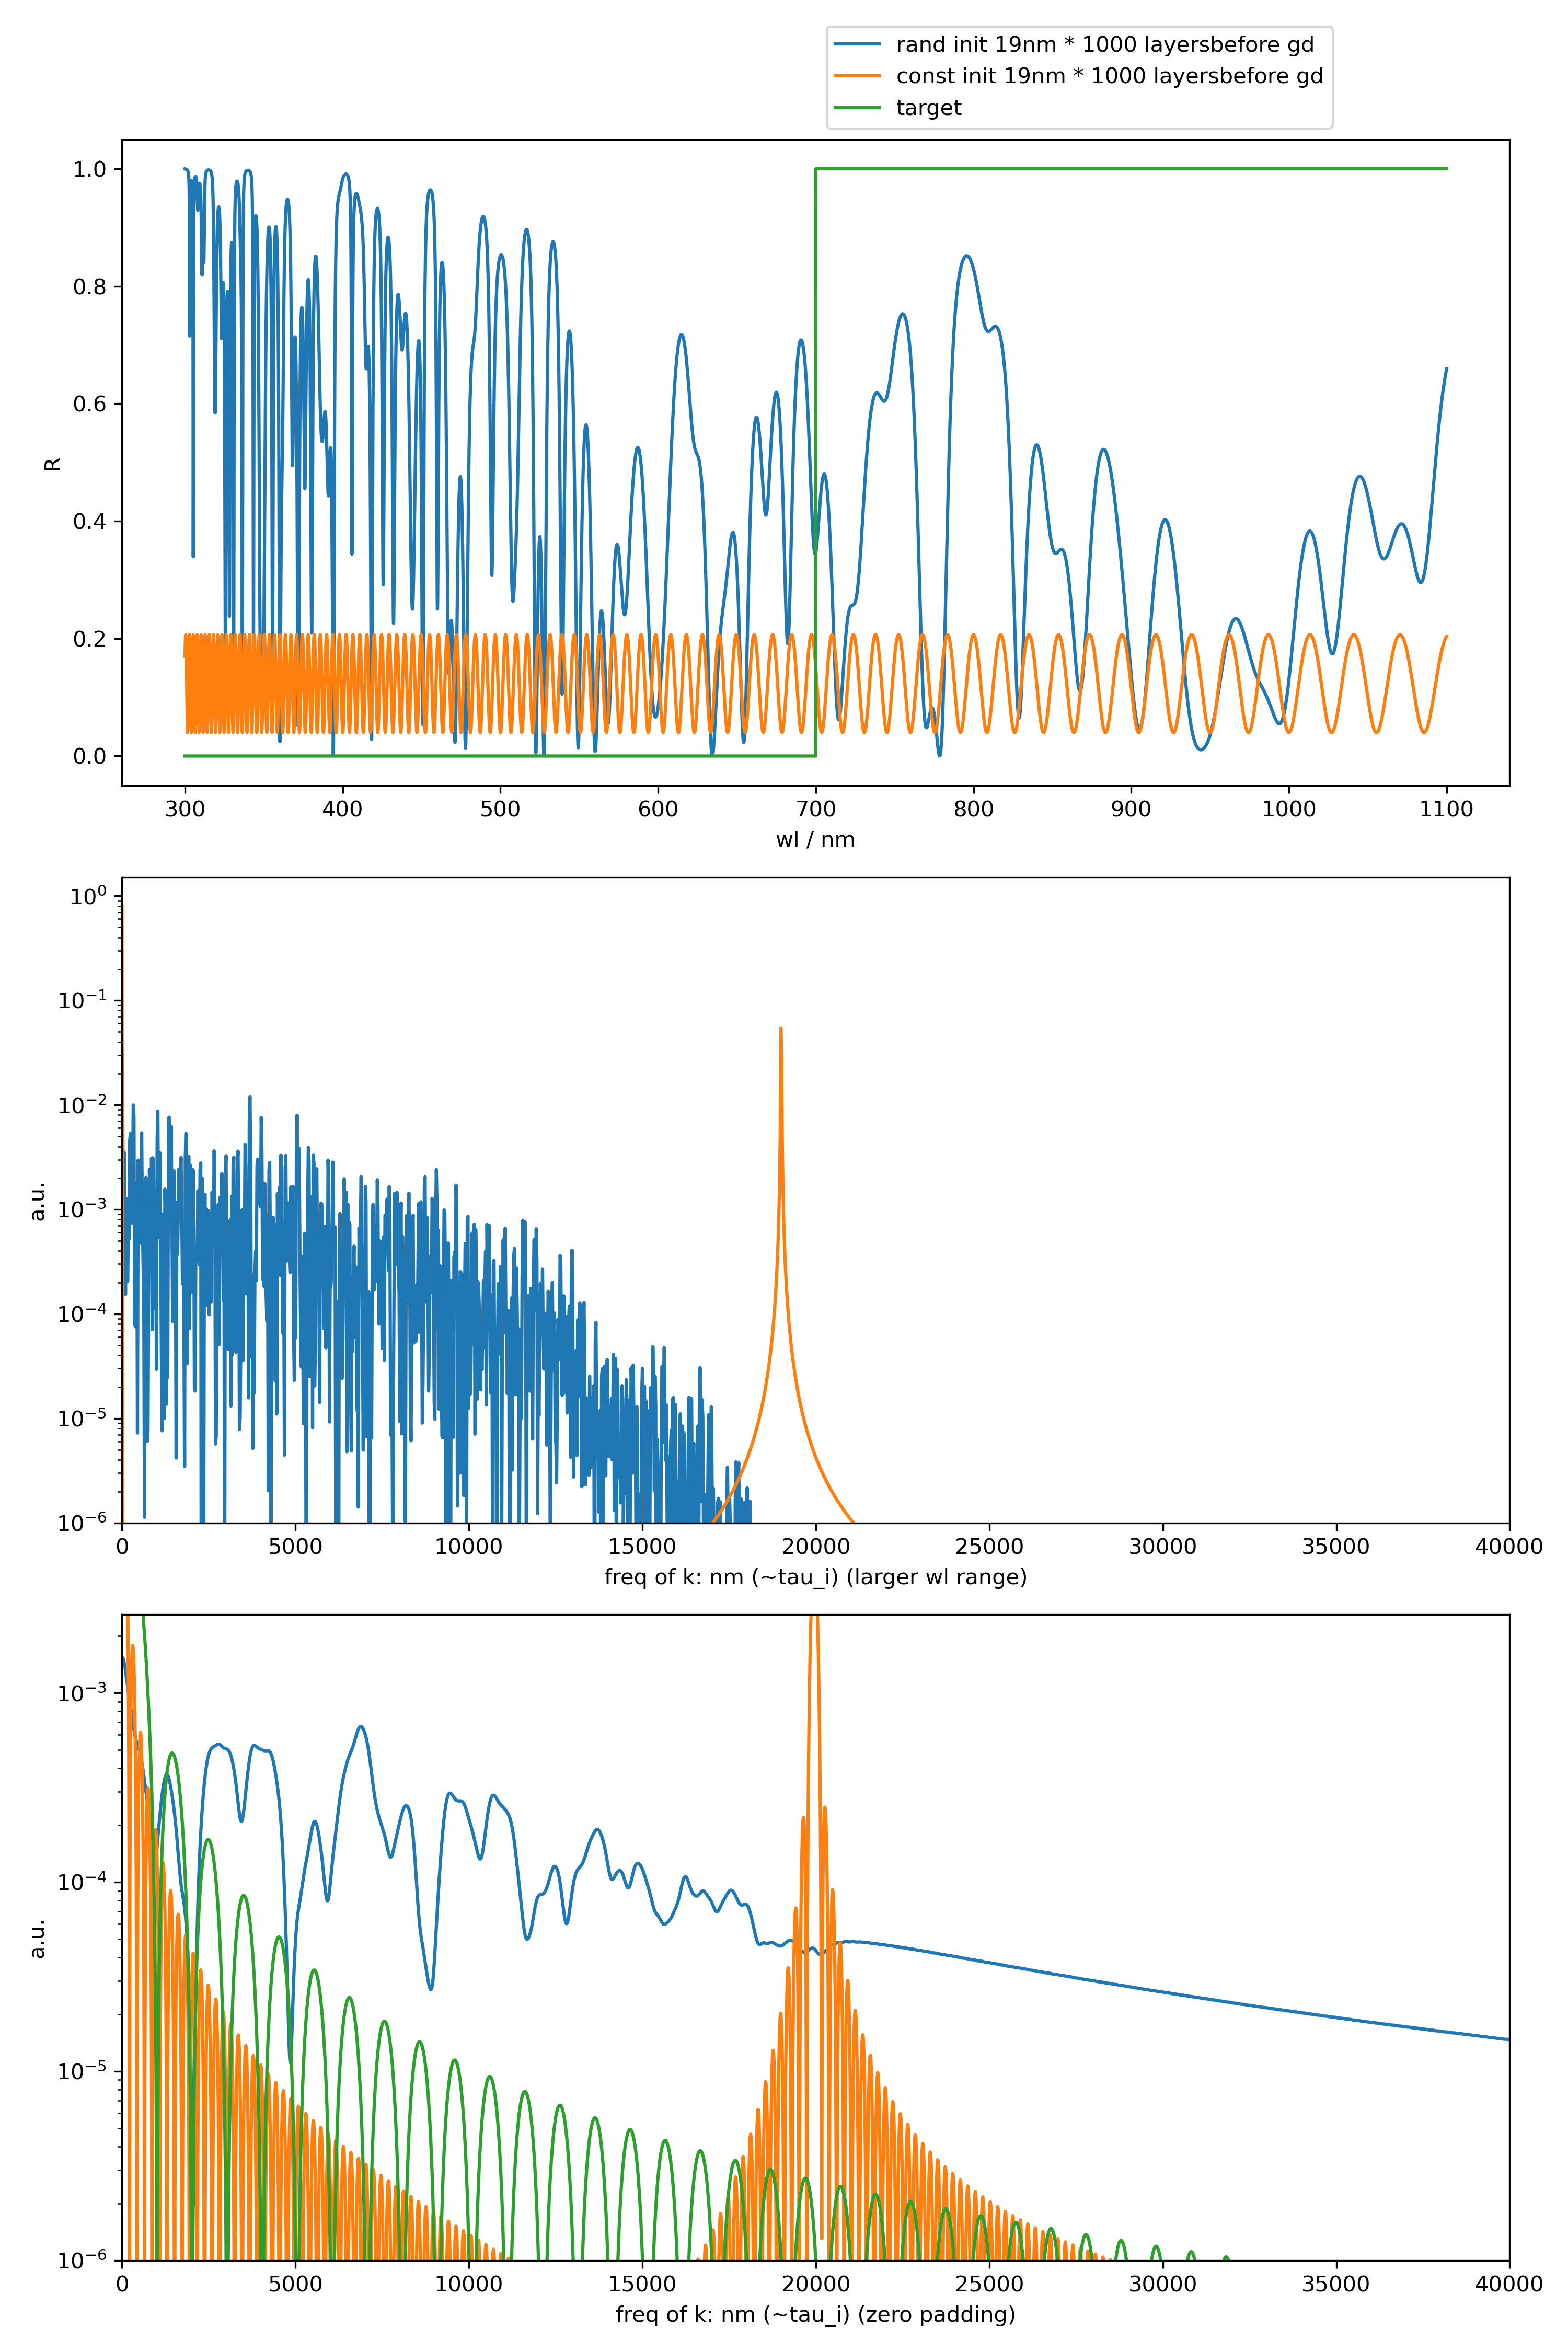 rand init 19nm * 1000 layersbefore gd
const init 19nm * 1000 layersbefore gd
target
1.0
0.8
0.6
0.4
0.2
0.0
R
300 400 500 600 700 800 900 1000 1100
wl / nm
10^0
10^-1
10^-2
10^-3
10^-4
10^-5
10^-6
a.u.
0 5000 10000 15000 20000 25000 30000 35000 40000
freq of k: nm (~tau_i) (larger wl range)
10^-3
10^-4
10^-5
10^-6
a.u.
0 5000 10000 15000 20000 25000 30000 35000 40000
freq of k: nm (~tau_i) (zero padding)